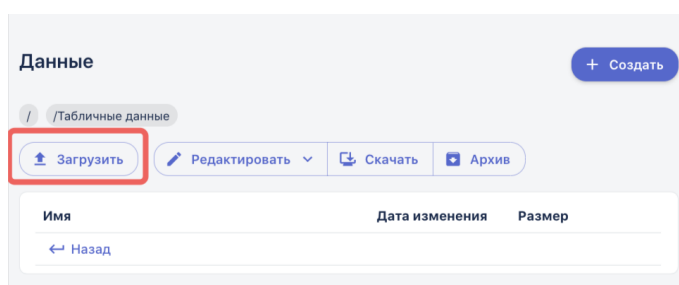 Данные
+ Создать
/ /Табличные данные
Загрузить Редактировать Скачать Архив
Имя Дата изменения Размер
Назад